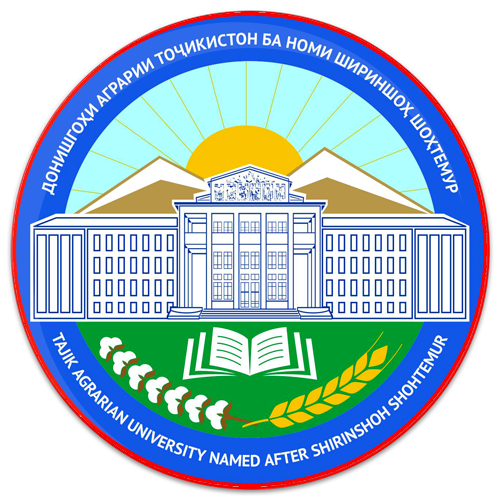 ДОНИШГОҲИ АГРАРИИ ТОҶИКИСТОН БА НОМИ ШИРИНШОҲ ШОҲТЕМУР
TAJIK AGRARIAN UNIVERSITY NAMED AFTER SHIRINSHOH SHOHTEMUR